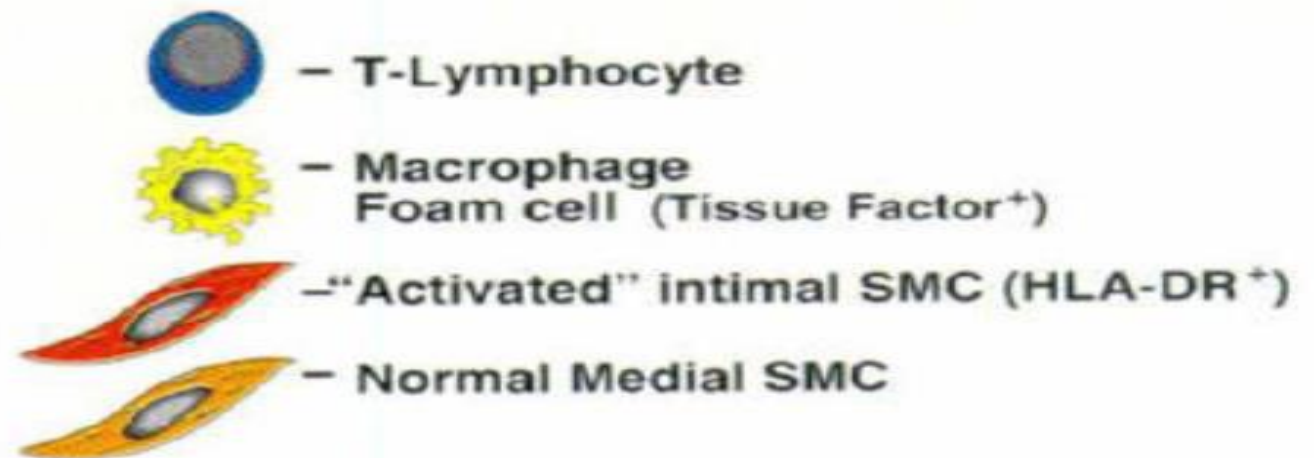 – T-Lymphocyte
– Macrophage
Foam cell (Tissue Factor⁺)
–"Activated" intimal SMC (HLA-DR⁺)
– Normal Medial SMC